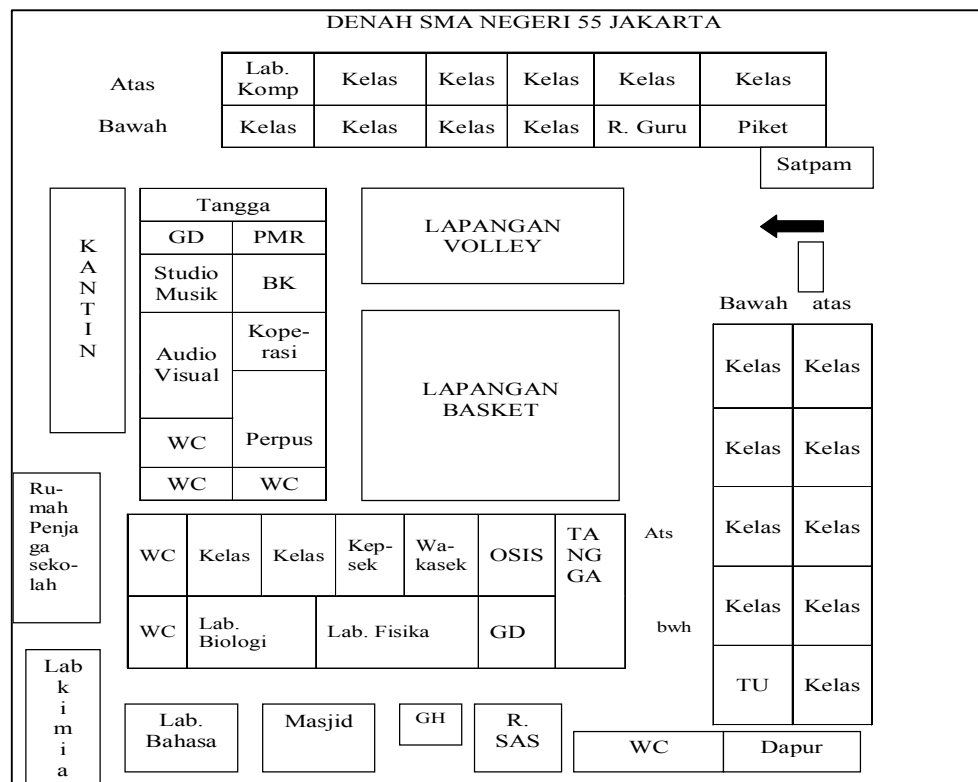 DENAH SMA NEGERI 55 JAKARTA
Atas
Lab.
Komp
Kelas
Kelas
Kelas
Kelas
Kelas
Bawah
Kelas
Kelas
Kelas
Kelas
R. Guru
Piket
Satpam
K
A
N
T
I
N
Tangga
GD
PMR
Studio
Musik
BK
Audio
Visual
Kope-
rasi
WC
Perpus
WC
WC
LAPANGAN
VOLLEY
LAPANGAN
BASKET
Bawah
atas
Kelas
Kelas
Kelas
Kelas
Kelas
Kelas
Kelas
Kelas
TU
Kelas
Ru-
mah
Penja
ga
seko-
lah
WC
Kelas
Kelas
Kep-
sek
Wa-
kasek
OSIS
TA
NG
GA
Ats
WC
Lab.
Biologi
Lab. Fisika
GD
bwh
Lab
k
i
m
i
a
Lab.
Bahasa
Masjid
GH
R.
SAS
WC
Dapur